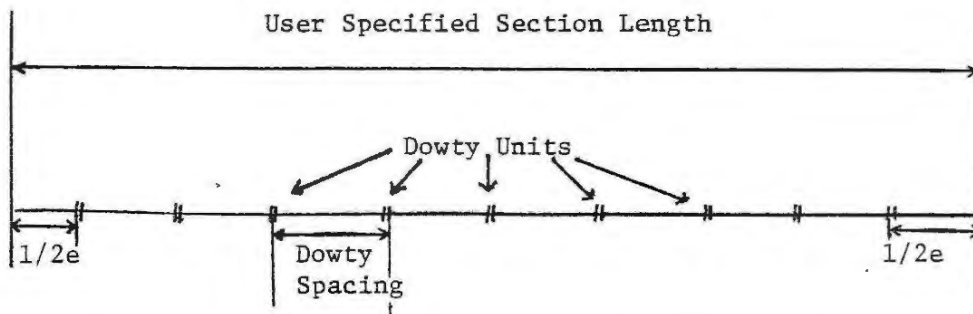 User Specified Section Length
Dowty Units
1/2e
Dowty
Spacing
1/2e